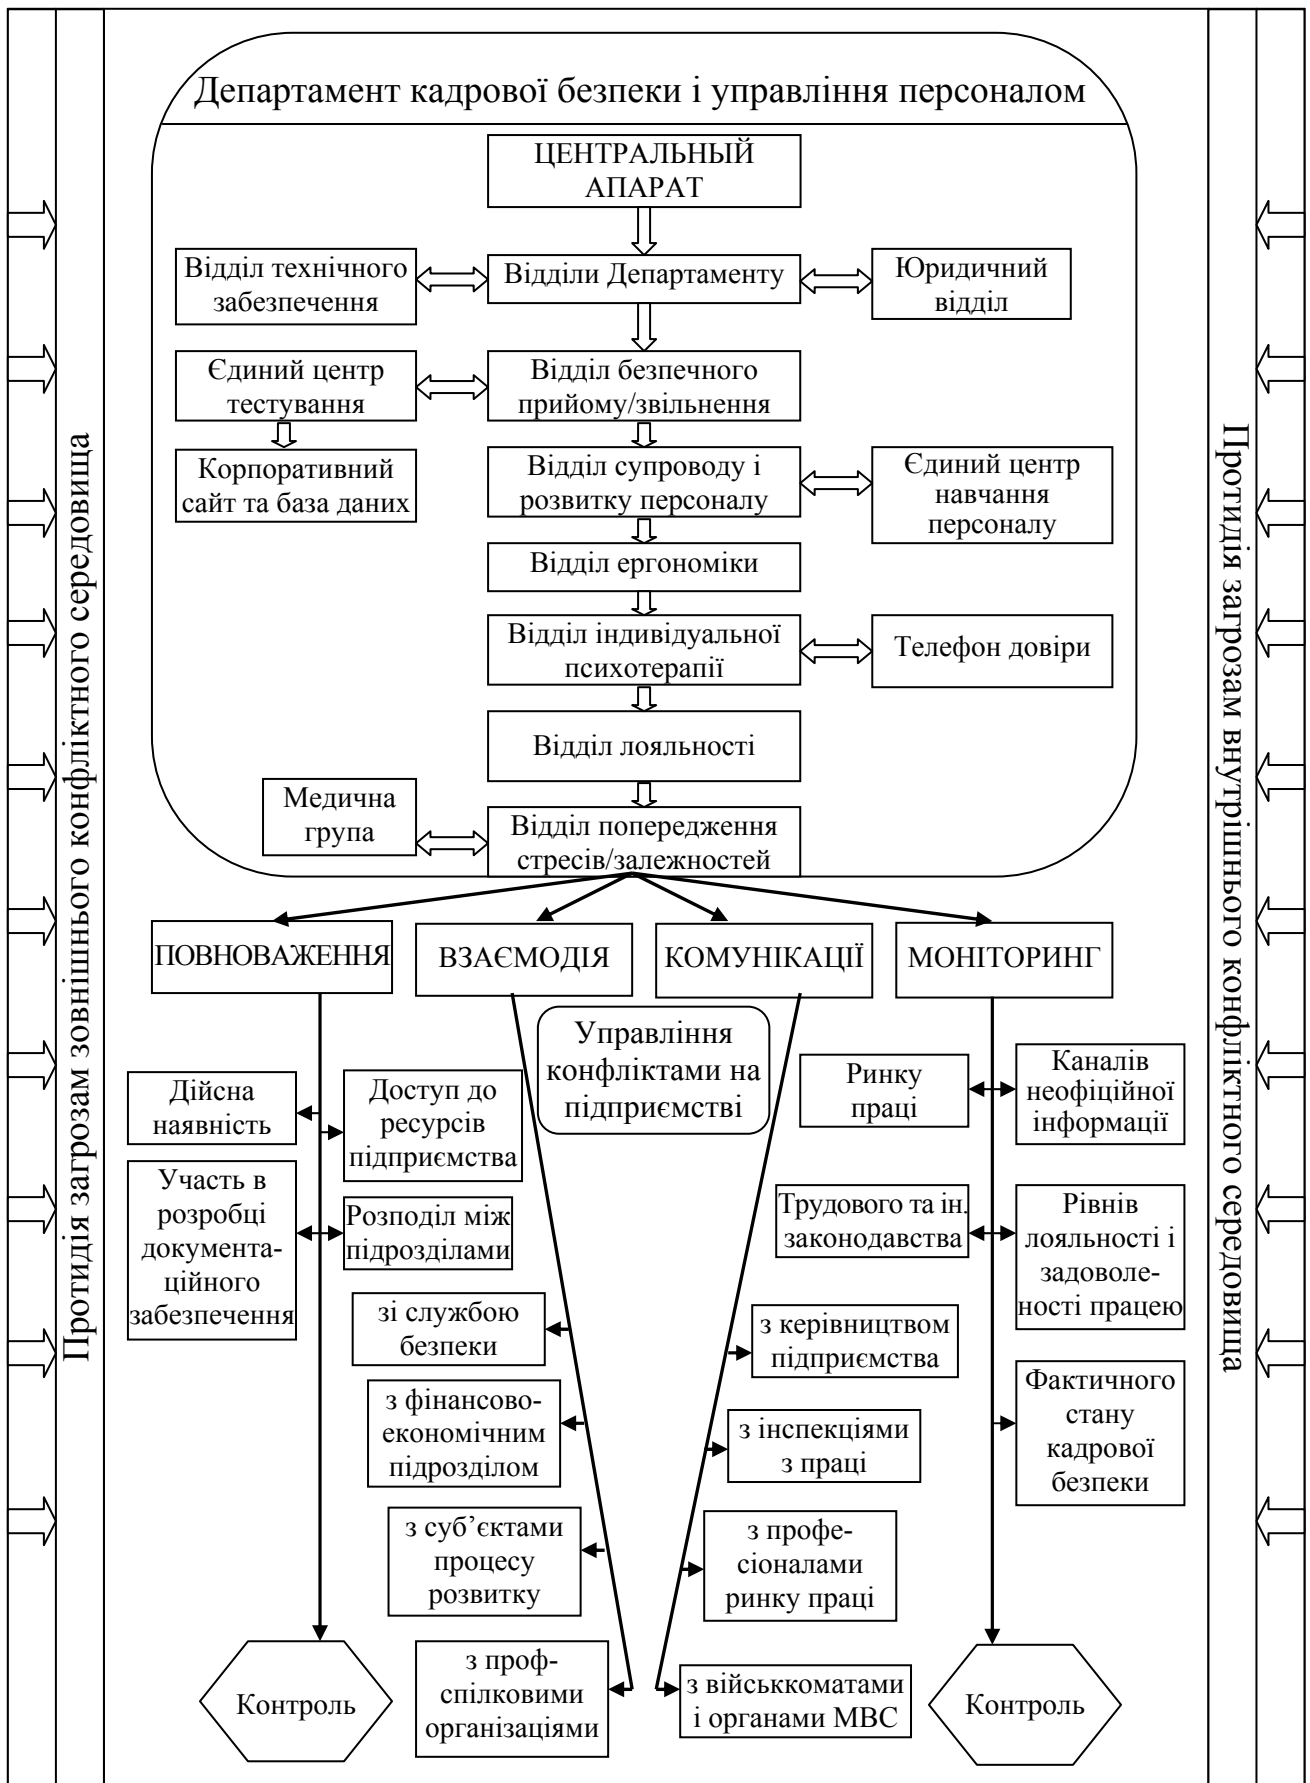 Департамент кадрової безпеки і управління персоналом
ЦЕНТРАЛЬНЫЙ
АПАРАТ
Відділ технічного
забезпечення
Відділи Департаменту
Юридичний
відділ
Єдиний центр
тестування
Відділ безпечного
прийому/звільнення
Корпоративний
сайт та база даних
Відділ супроводу і
розвитку персоналу
Єдиний центр
навчання
персоналу
Відділ ергономіки
Відділ індивідуальної
психотерапії
Телефон довіри
Відділ лояльності
Медична
група
Відділ попередження
стресів/залежностей
Протидія загрозам зовнішнього конфліктного середовища
Протидія загрозам внутрішнього конфліктного середовища
ПОВНОВАЖЕННЯ
ВЗАЄМОДІЯ
КОМУНІКАЦІЇ
МОНІТОРИНГ
Управління
конфліктами на
підприємстві
Дійсна
наявність
Доступ до
ресурсів
підприємства
Ринку
праці
Каналів
неофіційної
інформації
Участь в
розробці
документа-
ційного
забезпечення
Розподіл між
підрозділами
Трудового та ін.
законодавства
Рівнів
лояльності і
задоволе-
ності працею
зі службою
безпеки
з керівництвом
підприємства
з фінансово-
економічним
підрозділом
з інспекціями
з праці
Фактичного
стану
кадрової
безпеки
з суб’єктами
процесу
розвитку
з профе-
сіоналами
ринку праці
Контроль
з проф-
спілковими
організаціями
з військкоматами
і органами МВС
Контроль